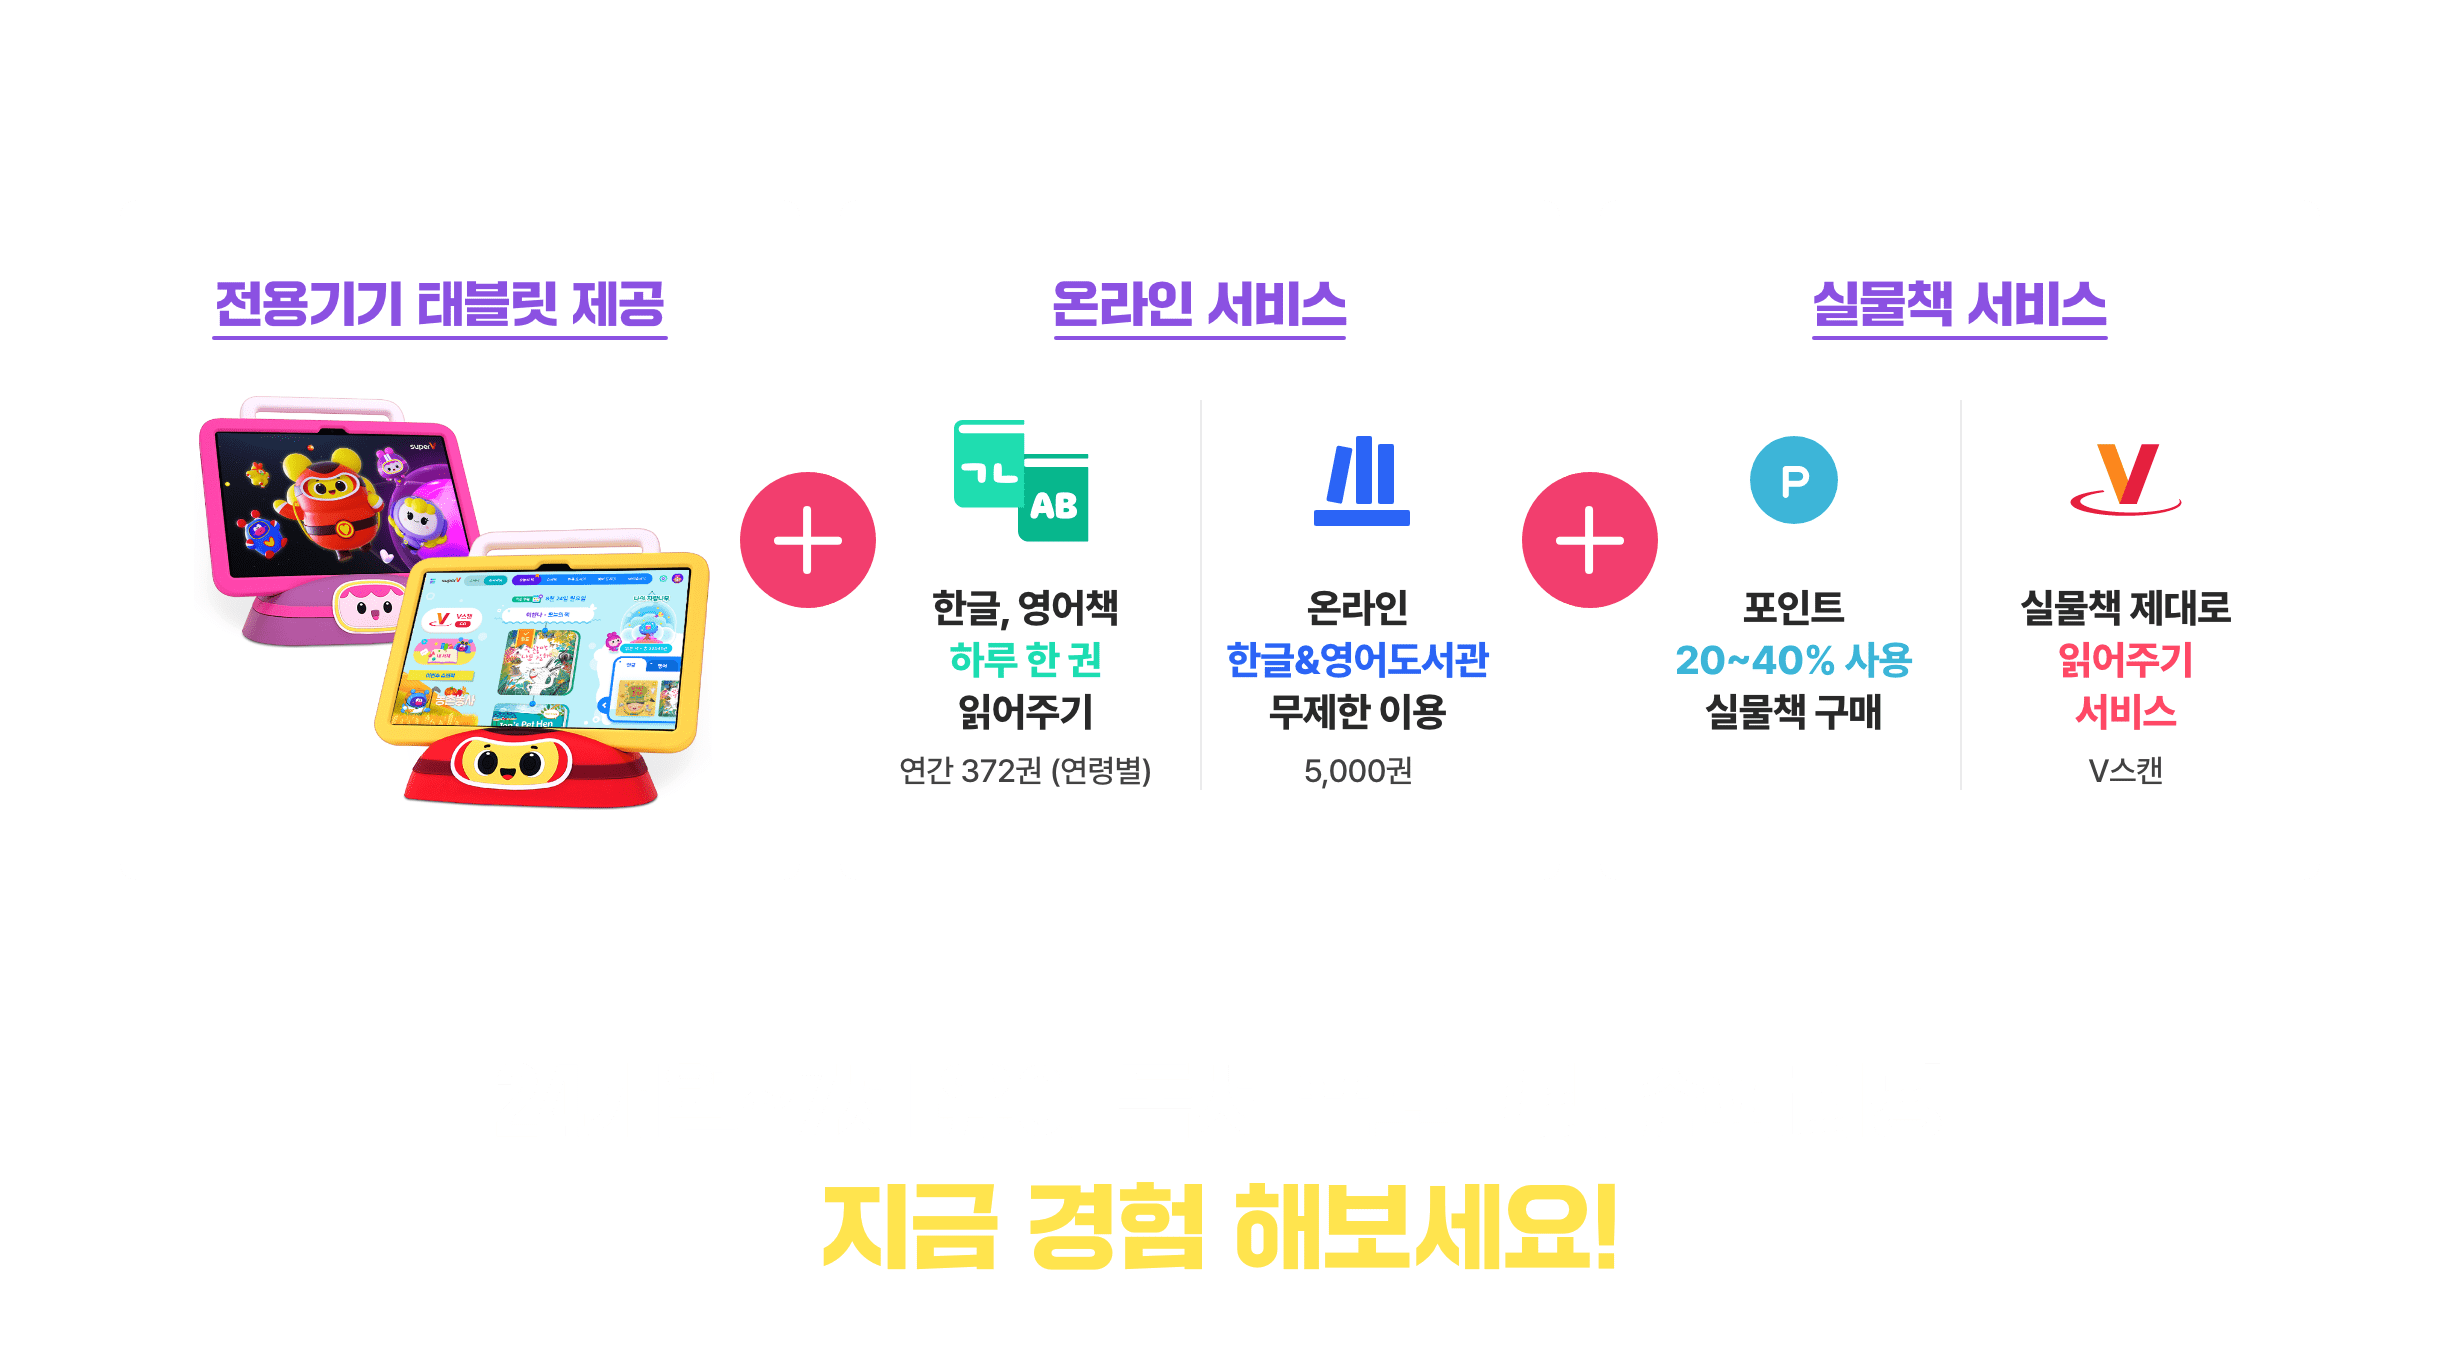 전용기기 태블릿 제공
온라인 서비스
실물책 서비스
superV
ㄱㄴ
AB
한글, 영어책
하루 한 권
읽어주기
연간 372권 (연령별)
온라인
한글&영어도서관
무제한 이용
5,000권
P
포인트
20~40% 사용
실물책 구매
V
실물책 제대로
읽어주기
서비스
V스캔
지금 경험 해보세요!